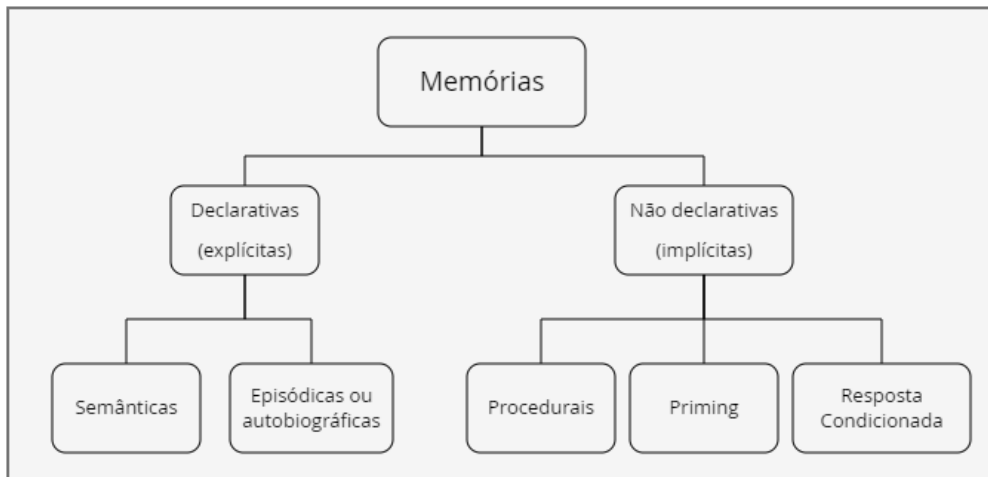 Memórias
Declarativas
(explícitas)
Não declarativas
(implícitas)
Semânticas
Episódicas ou
autobiográficas
Procedurais
Priming
Resposta
Condicionada